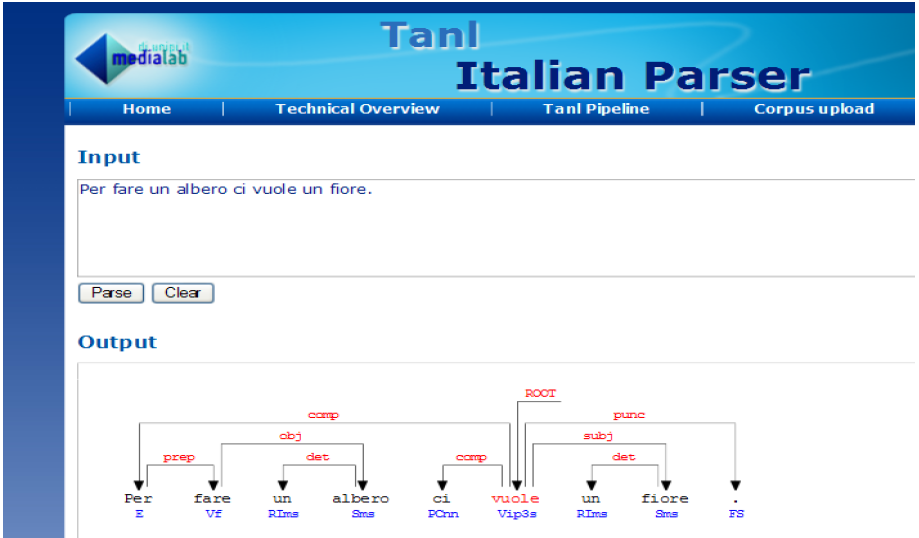 di.unipi.it
medialab
Tanl
Italian Parser
Home | Technical Overview | Tanl Pipeline | Corpus upload
Input
Per fare un albero ci vuole un fiore.
Parse Clear
Output
ROOT
comp punc
obj subj
prep det comp det
Per fare un albero ci vuole un fiore .
E Vf RIms Sms PCnn Vip3s RIms Sms FS